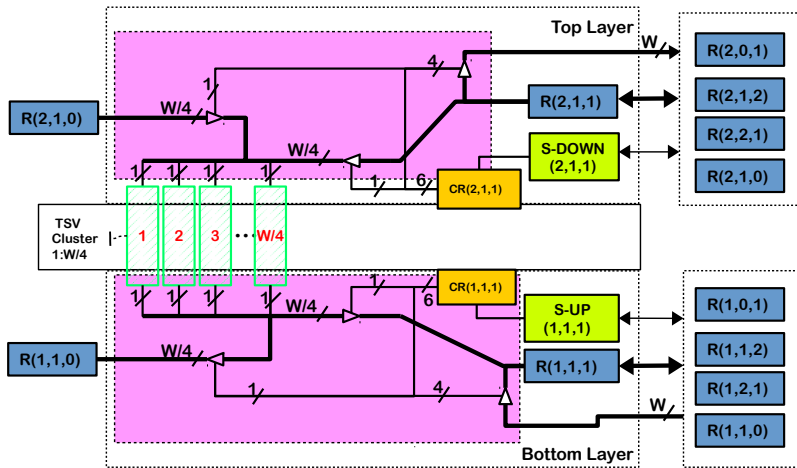 Top Layer
W
R(2,0,1)
4
1
W/4
R(2,1,0)
R(2,1,1)
R(2,1,2)
R(2,2,1)
S-DOWN
(2,1,1)
W/4
R(2,1,0)
1
1
1
1
1
6
CR(2,1,1)
TSV
Cluster
1:W/4
1
2
3
W/4
1
1
1
1
1
6
CR(1,1,1)
W/4
S-UP
(1,1,1)
R(1,0,1)
R(1,1,0)
W/4
R(1,1,1)
R(1,1,2)
1
4
R(1,2,1)
W
R(1,1,0)
Bottom Layer